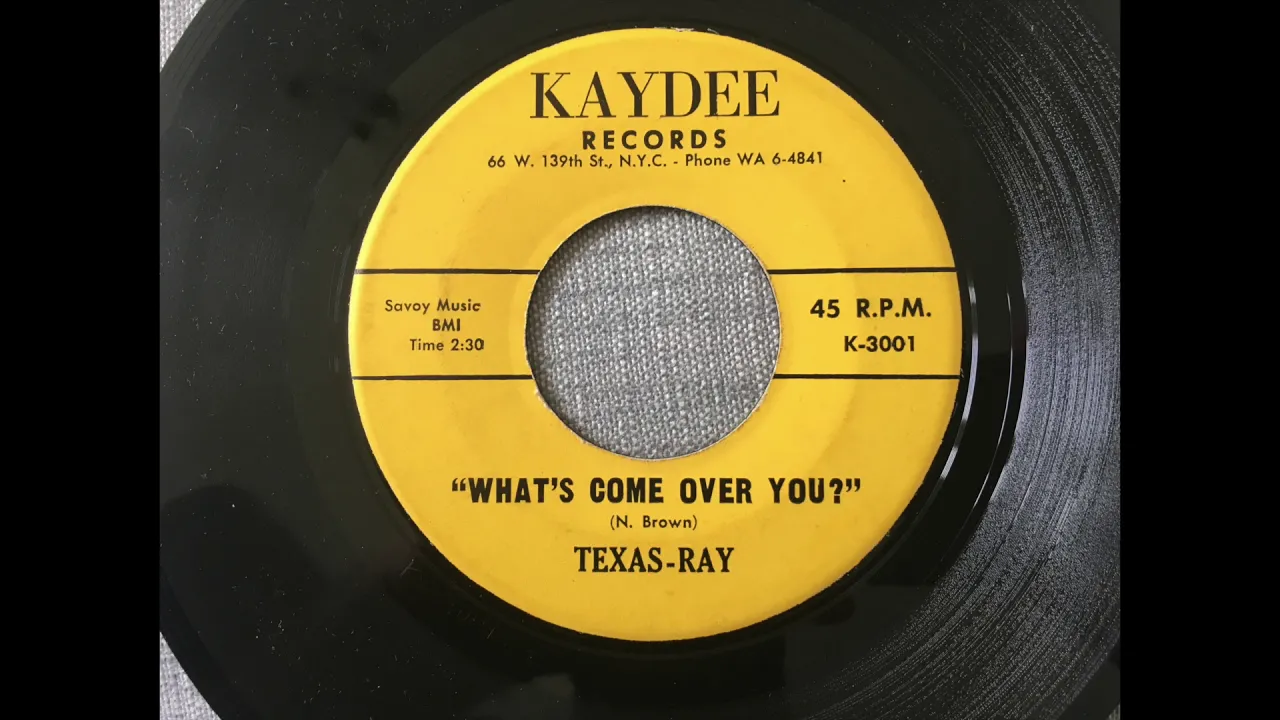 KAYDEE
RECORDS
66 W. 139th St., N.Y.C. - Phone WA 6-4841
Savoy Music
BMI
Time 2:30
45 R.P.M.
K-3001
“WHAT’S COME OVER YOU?”
(N. Brown)
TEXAS-RAY